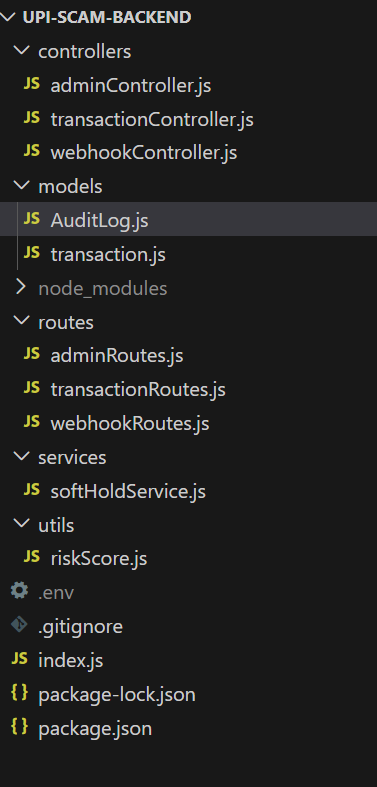 UPI-SCAM-BACKEND
controllers
JS adminController.js
JS transactionController.js
JS webhookController.js
models
JS AuditLog.js
JS transaction.js
node_modules
routes
JS adminRoutes.js
JS transactionRoutes.js
JS webhookRoutes.js
services
JS softHoldService.js
utils
JS riskScore.js
.env
.gitignore
JS index.js
{} package-lock.json
{} package.json